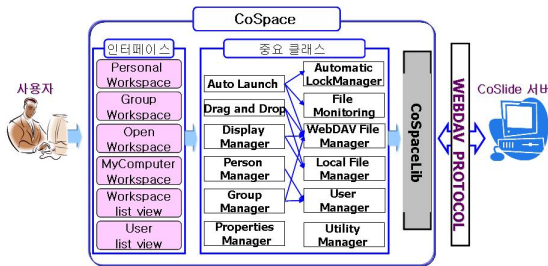 CoSpace
인터페이스
중요 클래스
사용자
Personal
Workspace
Group
Workspace
Open
Workspace
MyComputer
Workspace
Workspace
list view
User
list view
Auto Launch
Drag and Drop
Display
Manager
Person
Manager
Group
Manager
Properties
Manager
Automatic
LockManager
File
Monitoring
WebDAV File
Manager
Local File
Manager
User
Manager
Utility
Manager
CoSpaceLib
WEBDAV PROTOCOL
CoSlide 서버